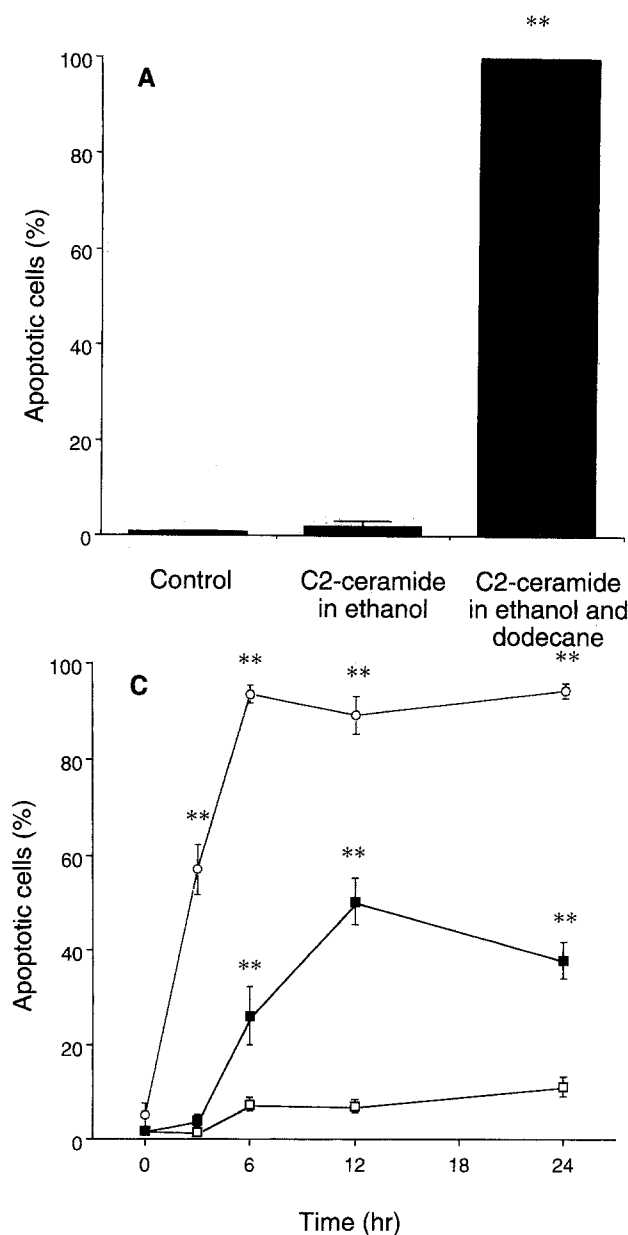 **
A
100
80
60
40
20
0
Apoptotic cells (%)
Control
C2-ceramide
in ethanol
C2-ceramide
in ethanol and
dodecane
C
100
80
60
40
20
0
Apoptotic cells (%)
**
**
**
**
**
**
**
0
6
12
18
24
Time (hr)